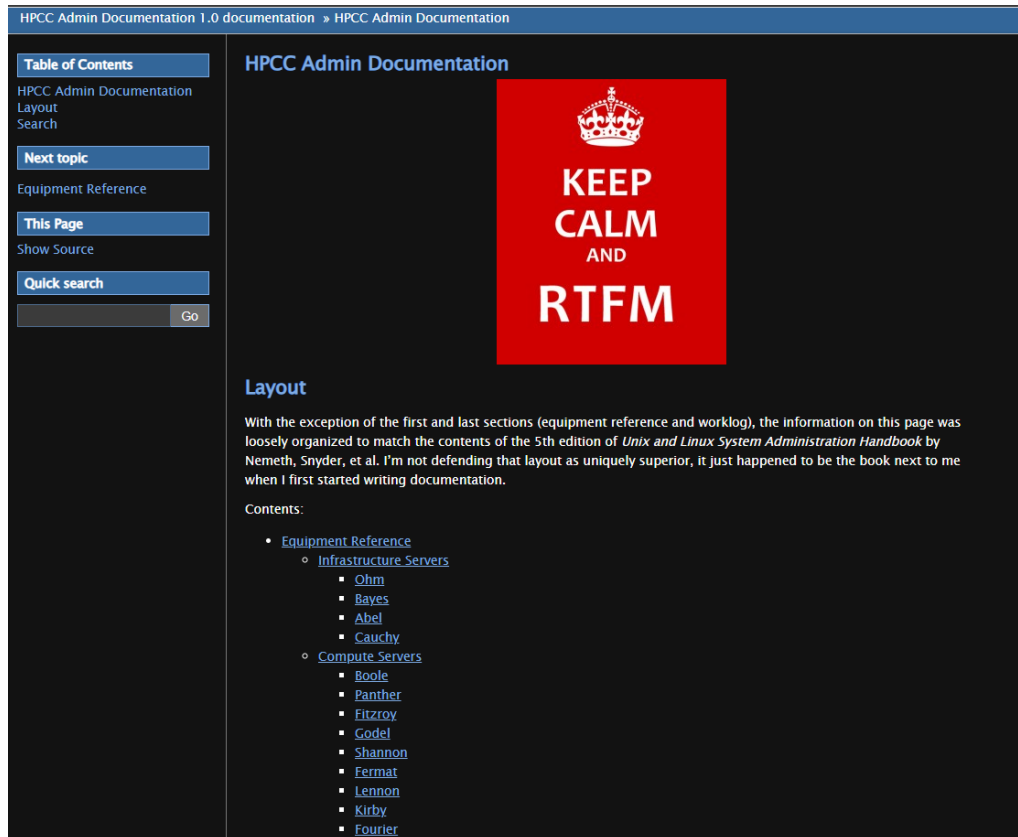 HPCC Admin Documentation 1.0 documentation » HPCC Admin Documentation
Table of Contents
HPCC Admin Documentation
Layout
Search
Next topic
Equipment Reference
This Page
Show Source
Quick search
Go
HPCC Admin Documentation
KEEP
CALM
AND
RTFM
Layout
With the exception of the first and last sections (equipment reference and worklog), the information on this page was
loosely organized to match the contents of the 5th edition of Unix and Linux System Administration Handbook by
Nemeth, Snyder, et al. I'm not defending that layout as uniquely superior, it just happened to be the book next to me
when I first started writing documentation.
Contents:
Equipment Reference
Infrastructure Servers
Ohm
Bayes
Abel
Cauchy
Compute Servers
Boole
Panther
Fitzroy
Godel
Shannon
Fermat
Lennon
Kirby
Fourier